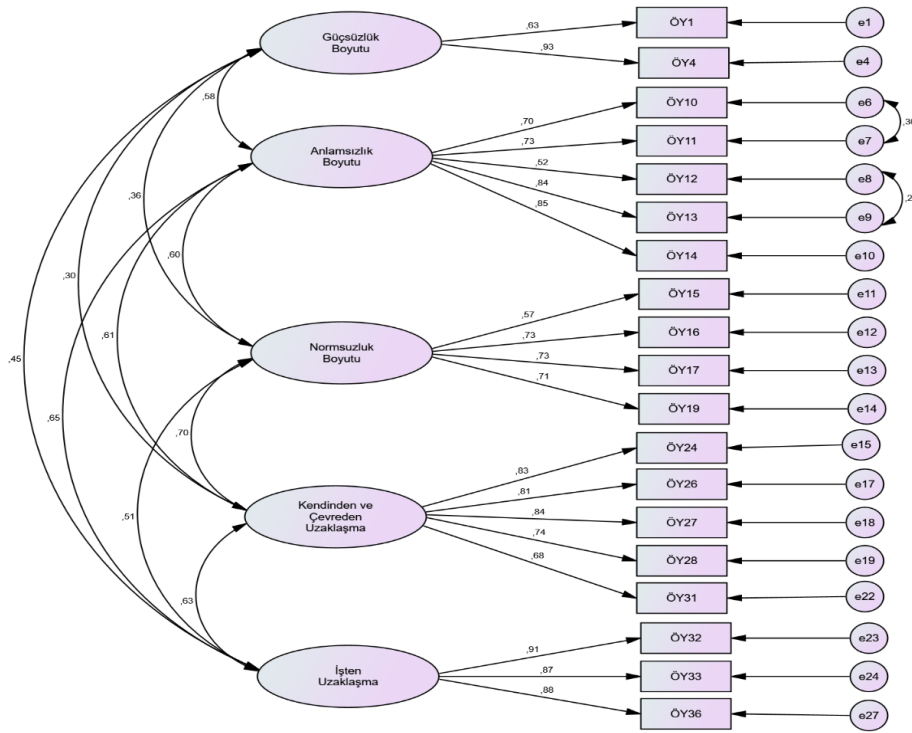 Güçsüzlük
Boyutu
,63
ÖY1
e1
,93
ÖY4
e4
,58
,70
ÖY10
e6
,30
Anlamsızlık
Boyutu
,73
ÖY11
e7
,52
ÖY12
e8
,84
ÖY13
e9
,85
ÖY14
e10
,36
,60
,30
,61
,45
,65
Normsuzluk
Boyutu
,57
ÖY15
e11
,73
ÖY16
e12
,73
ÖY17
e13
,71
ÖY19
e14
,70
,51
Kendinden ve
Çevreden
Uzaklaşma
,83
ÖY24
e15
,81
ÖY26
e17
,84
ÖY27
e18
,74
ÖY28
e19
,68
ÖY31
e22
,63
İşten
Uzaklaşma
,91
ÖY32
e23
,87
ÖY33
e24
,88
ÖY36
e27